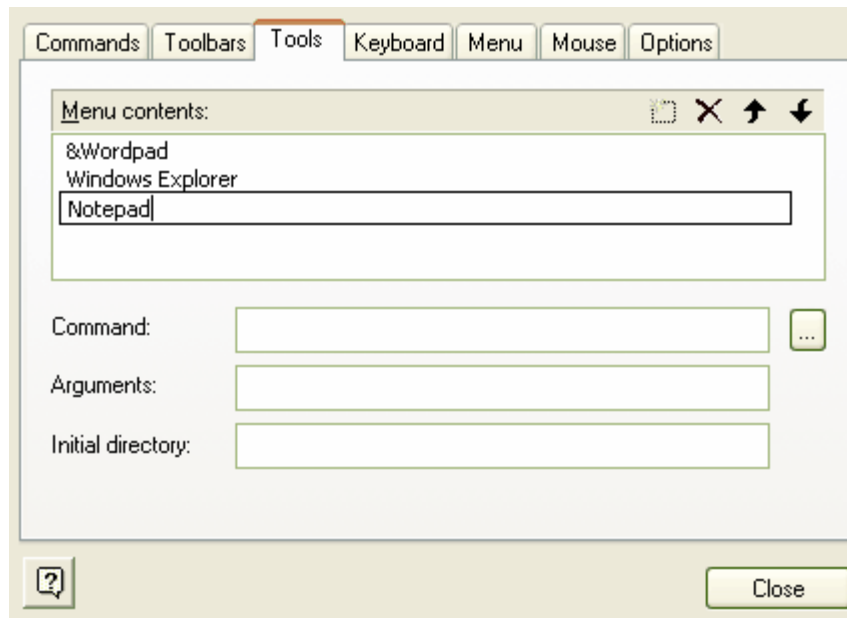 Commands Toolbars Tools Keyboard Menu Mouse Options
Menu contents:
&Wordpad
Windows Explorer
Notepad
Command:
...
Arguments:
Initial directory:
?
Close